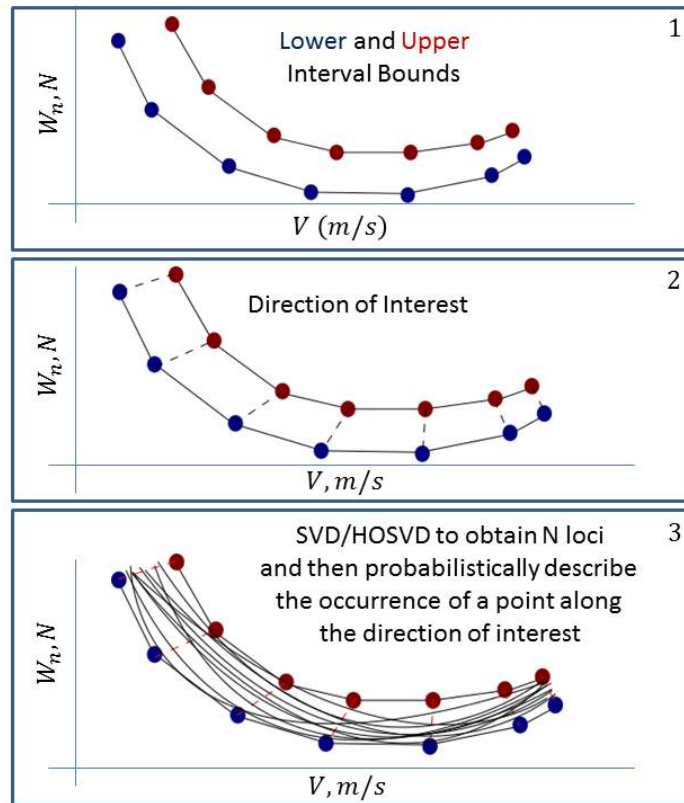 1
Lower and Upper
Interval Bounds
W_n, N
V (m/s)
2
Direction of Interest
W_n, N
V, m/s
3
SVD/HOSVD to obtain N loci
and then probabilistically describe
the occurrence of a point along
the direction of interest
W_n, N
V, m/s